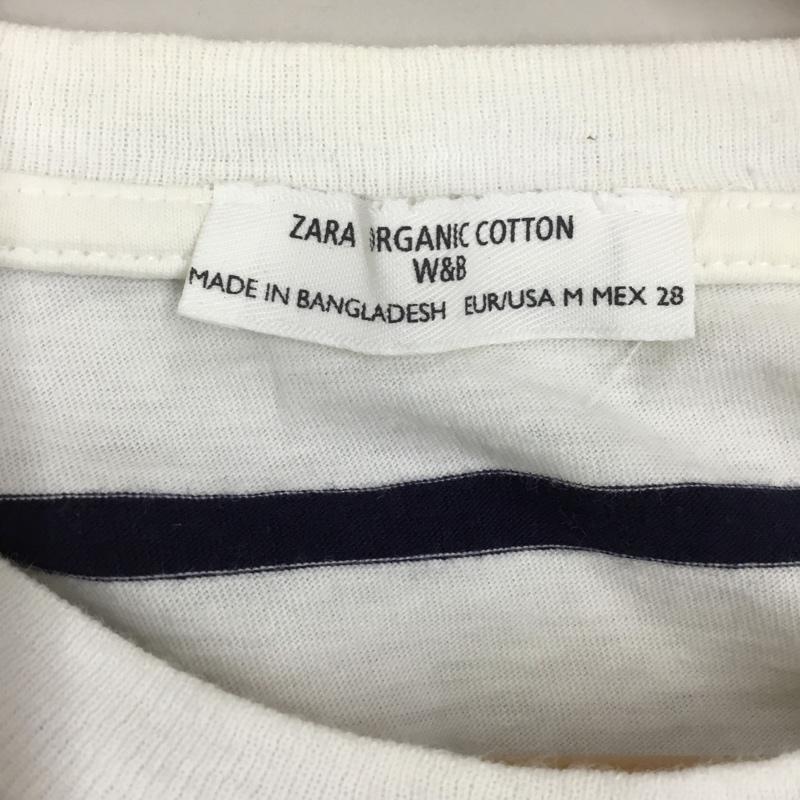 ZARA ORGANIC COTTON
W&B
MADE IN BANGLADESH EUR/USA M MEX 28